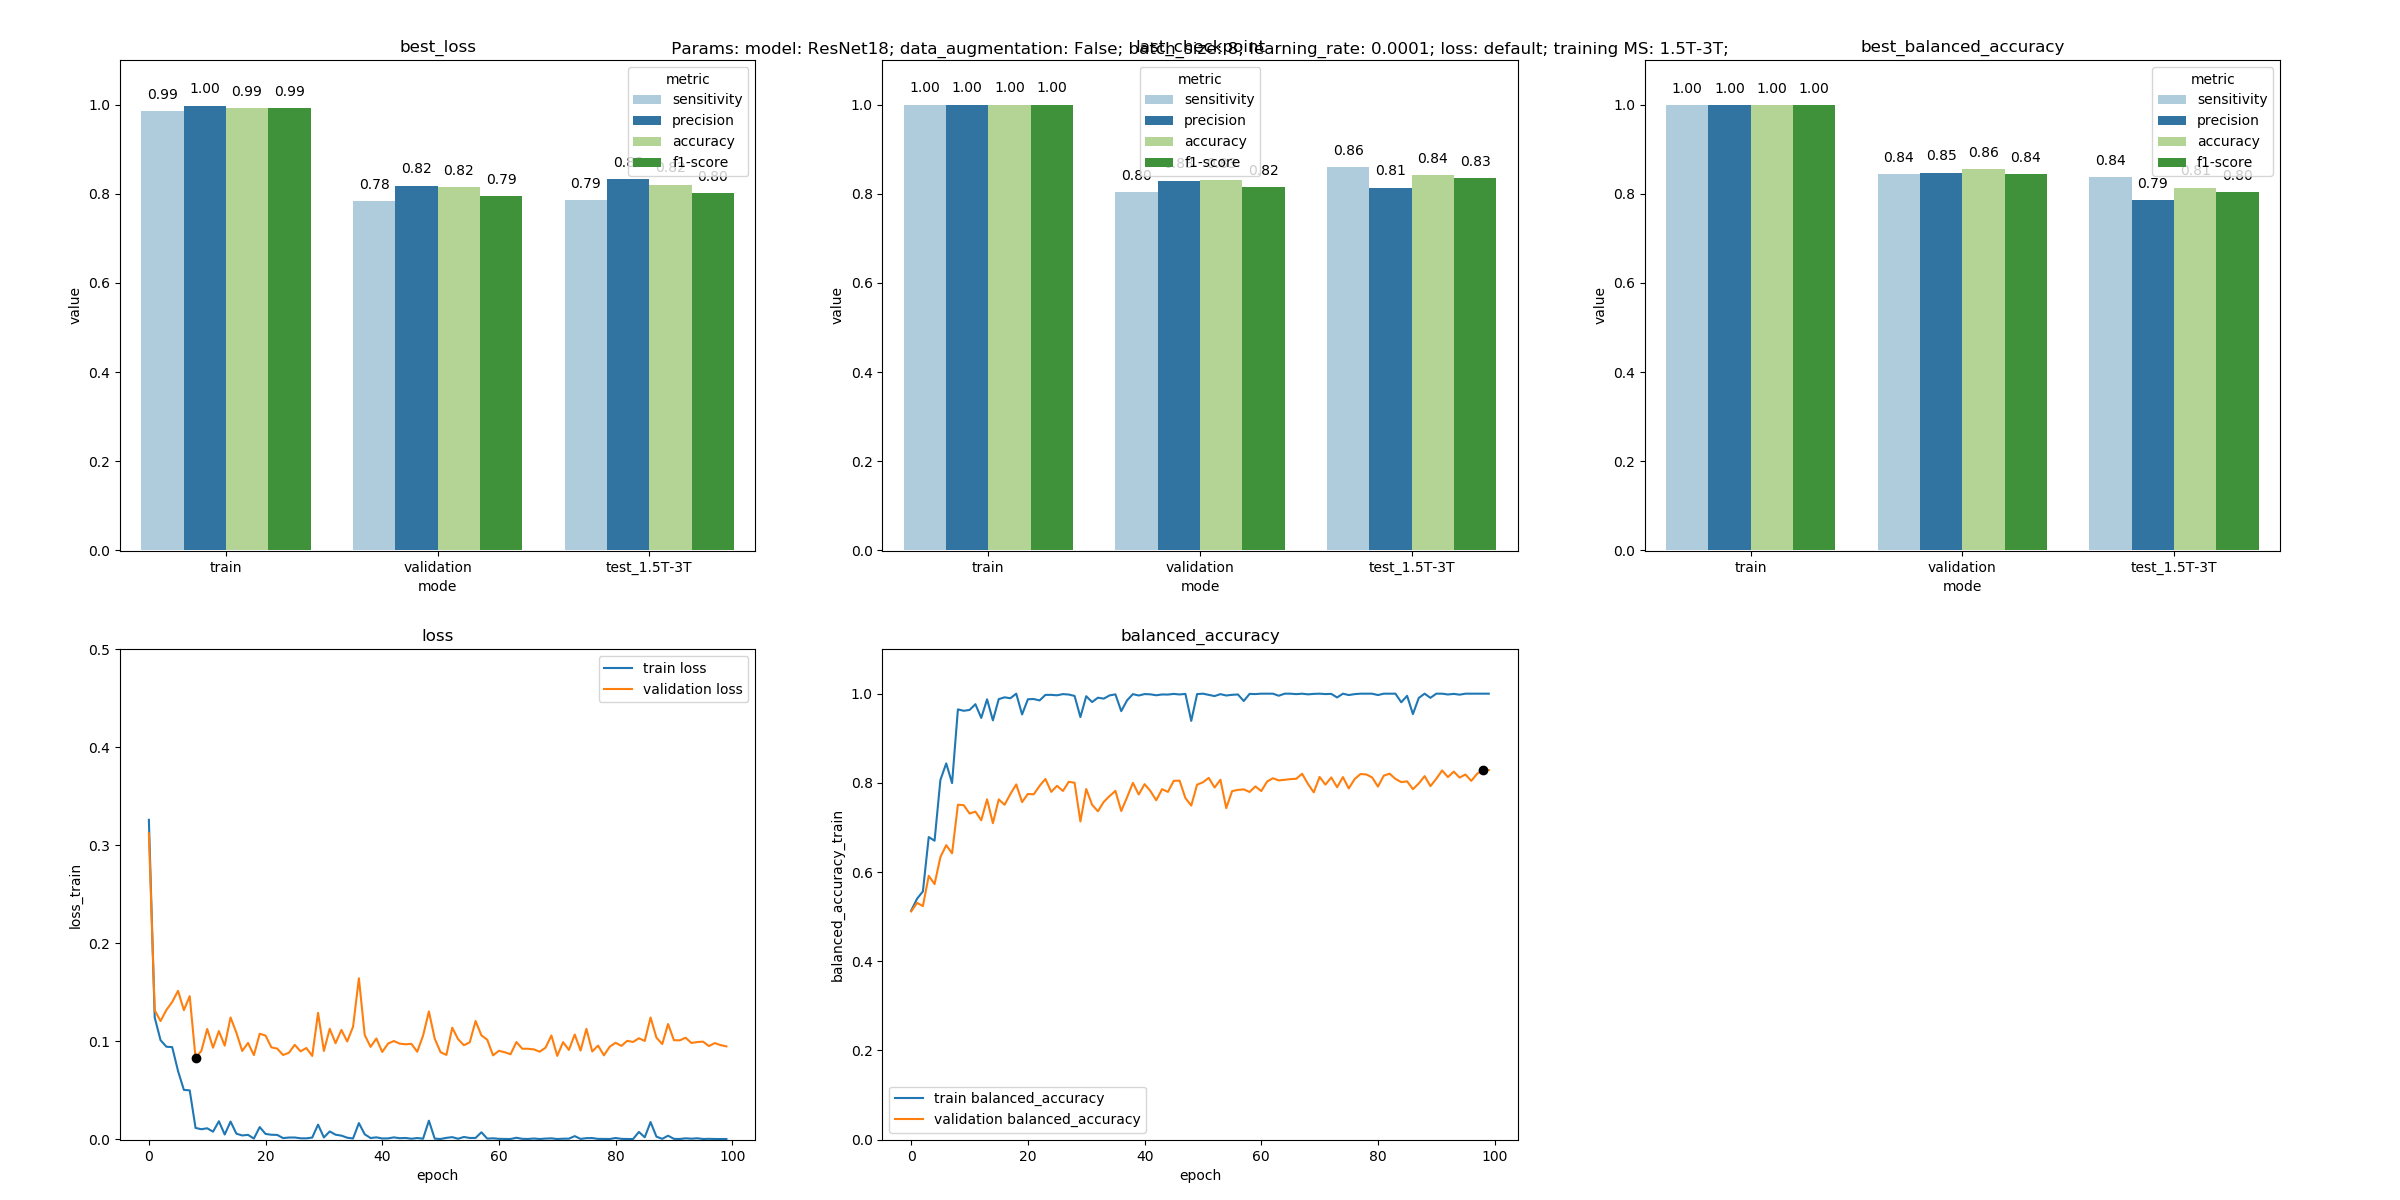 Params: model: ResNet18; data_augmentation: False; batch_size: 8; learning_rate: 0.0001; loss: default; training MS: 1.5T-3T;
best_loss
metric
sensitivity
precision
accuracy
f1-score
0.99 1.00 0.99 0.99
0.78 0.82 0.82 0.79
0.79 0.82 0.80
1.0
0.8
0.6
0.4
0.2
0.0
value
train validation test_1.5T-3T
mode
last_checkpoint
metric
sensitivity
precision
accuracy
f1-score
1.00 1.00 1.00 1.00
0.80 0.82
0.86 0.81 0.84 0.83
1.0
0.8
0.6
0.4
0.2
0.0
value
train validation test_1.5T-3T
mode
best_balanced_accuracy
metric
sensitivity
precision
accuracy
f1-score
1.00 1.00 1.00 1.00
0.84 0.85 0.86 0.84
0.84 0.79 0.81 0.80
1.0
0.8
0.6
0.4
0.2
0.0
value
train validation test_1.5T-3T
mode
loss
train loss
validation loss
0.5
0.4
0.3
0.2
0.1
0.0
loss_train
0 20 40 60 80 100
epoch
balanced_accuracy
1.0
0.8
0.6
0.4
0.2
0.0
balanced_accuracy_train
train balanced_accuracy
validation balanced_accuracy
0 20 40 60 80 100
epoch